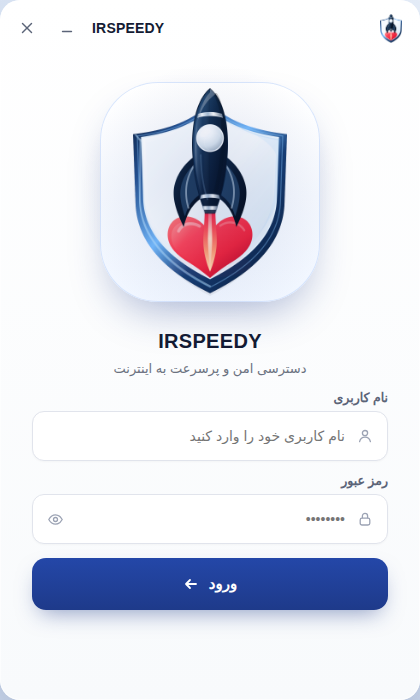 IRSPEEDY
IRSPEEDY
دسترسی امن و پرسرعت به اینترنت
نام کاربری
نام کاربری خود را وارد کنید
رمز عبور
••••••••
ورود